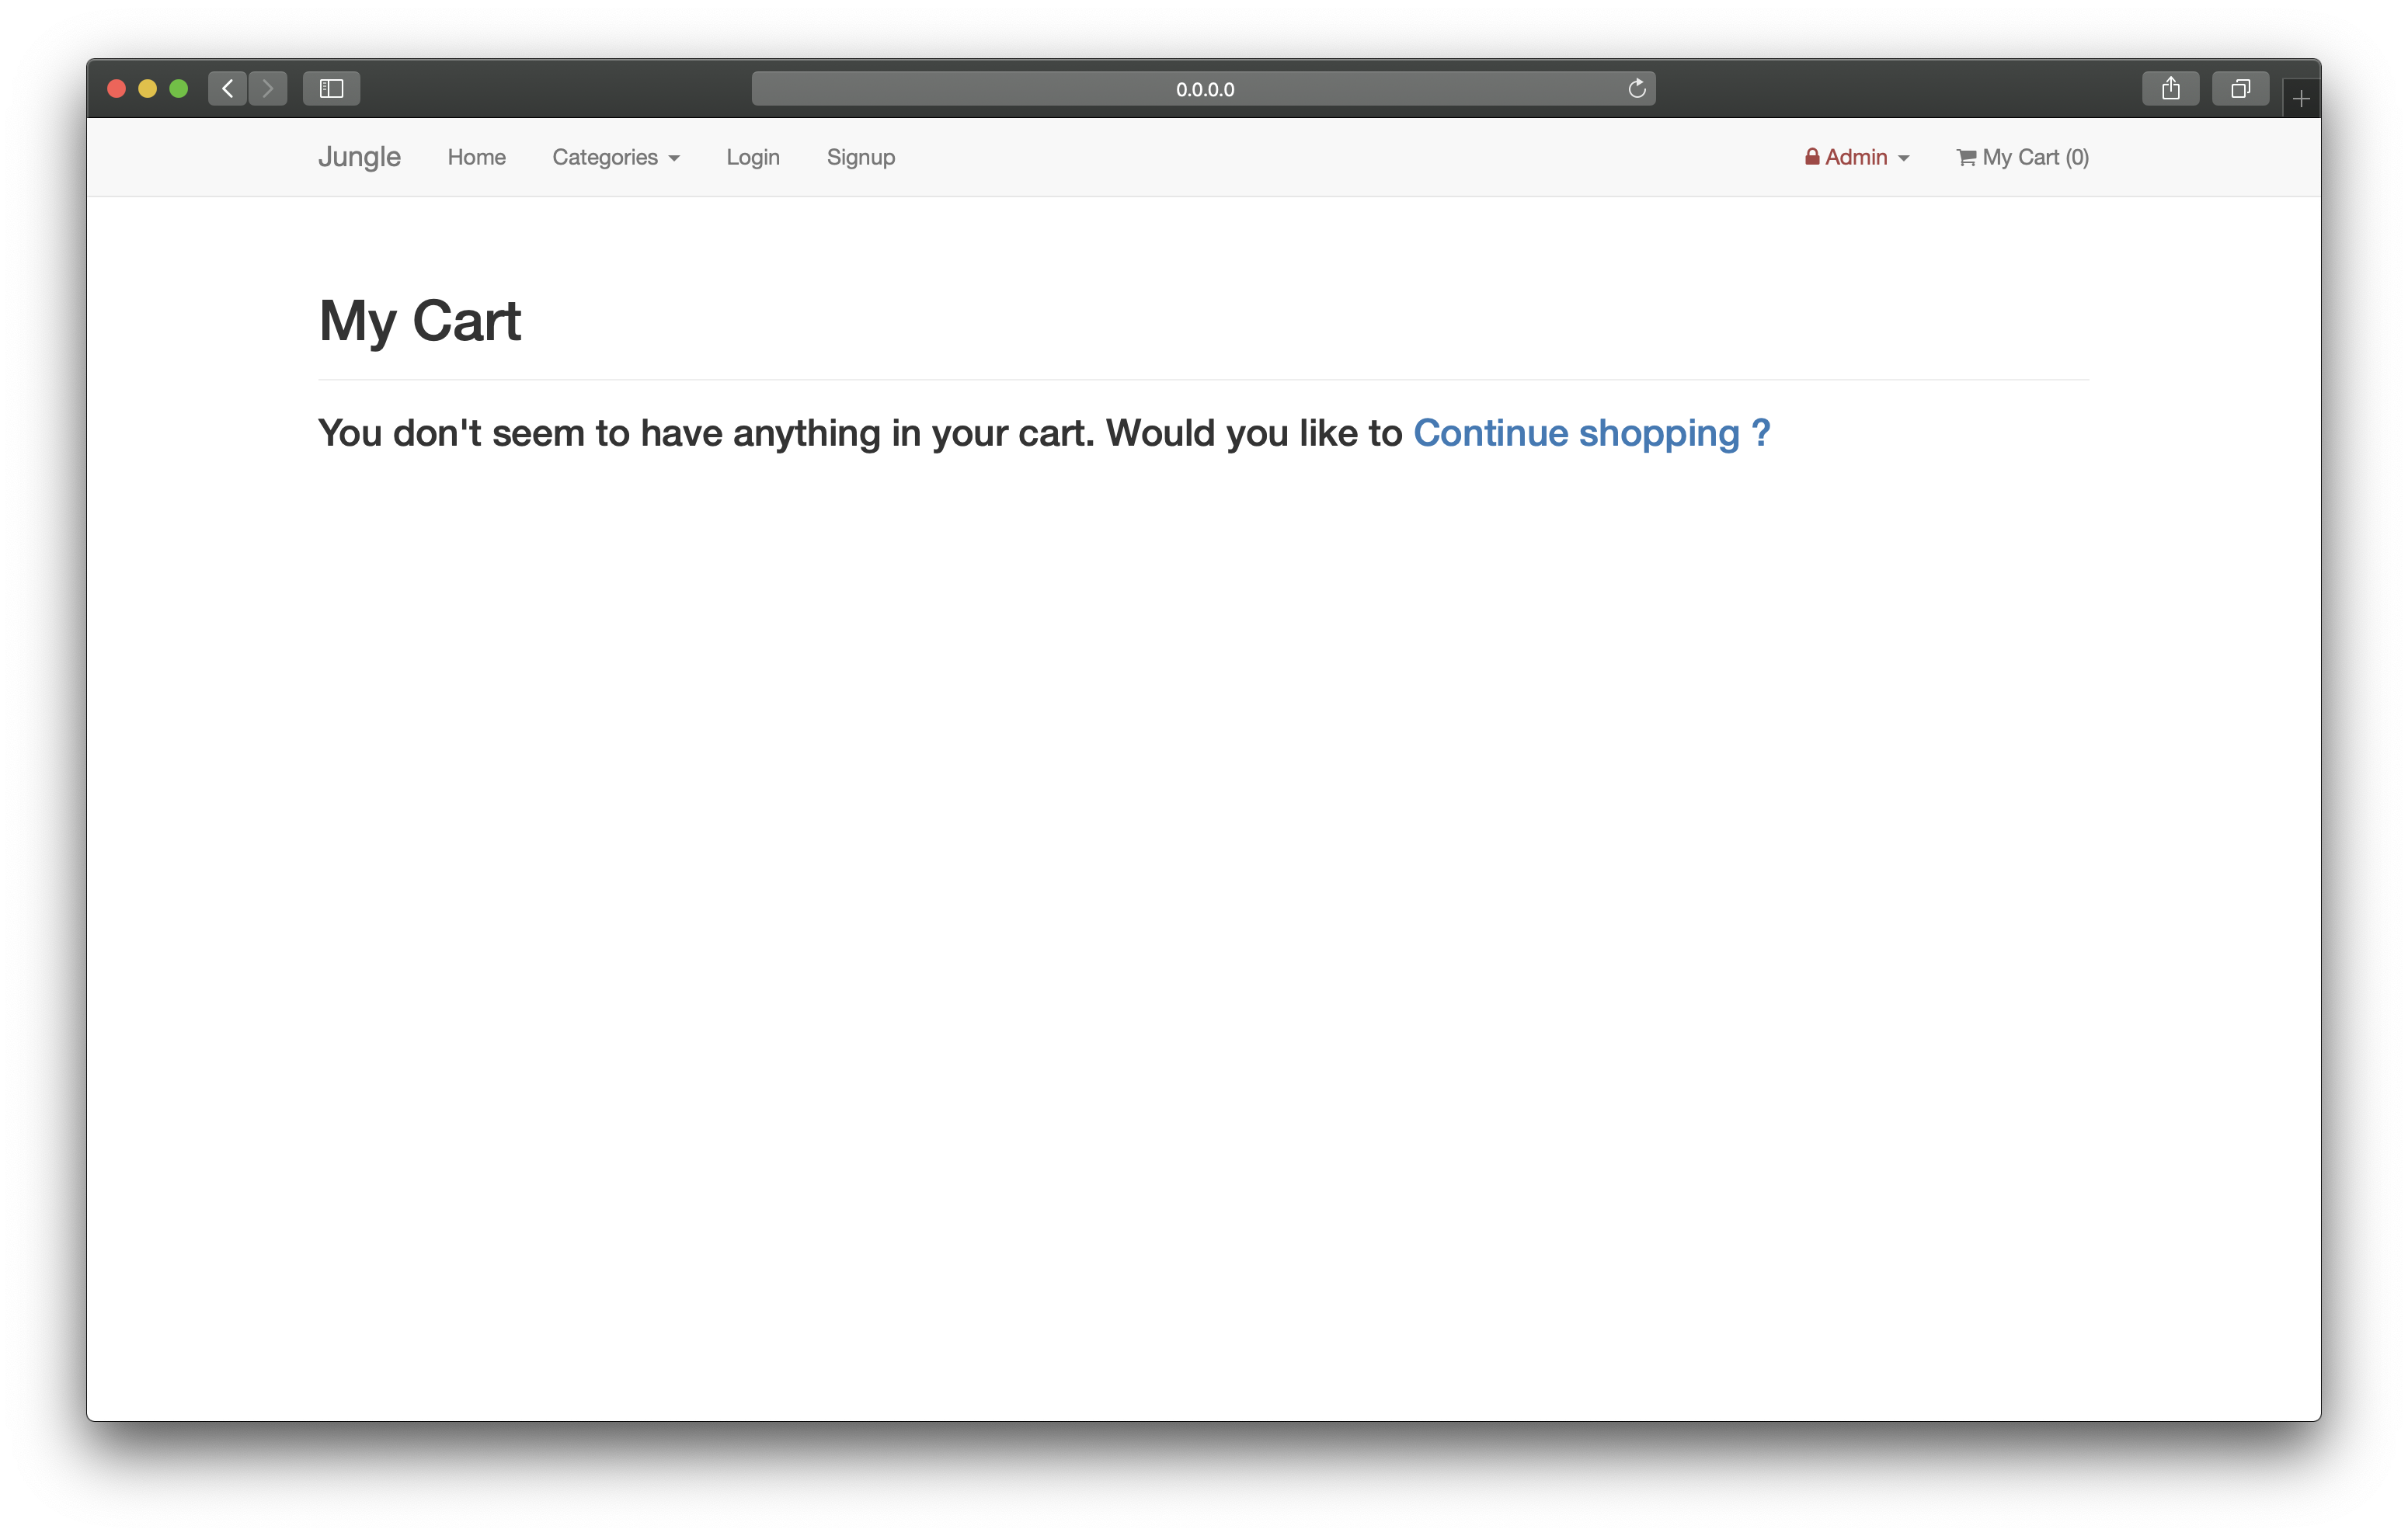 0.0.0.0
Jungle Home Categories Login Signup Admin My Cart (0)
My Cart
You don't seem to have anything in your cart. Would you like to Continue shopping ?